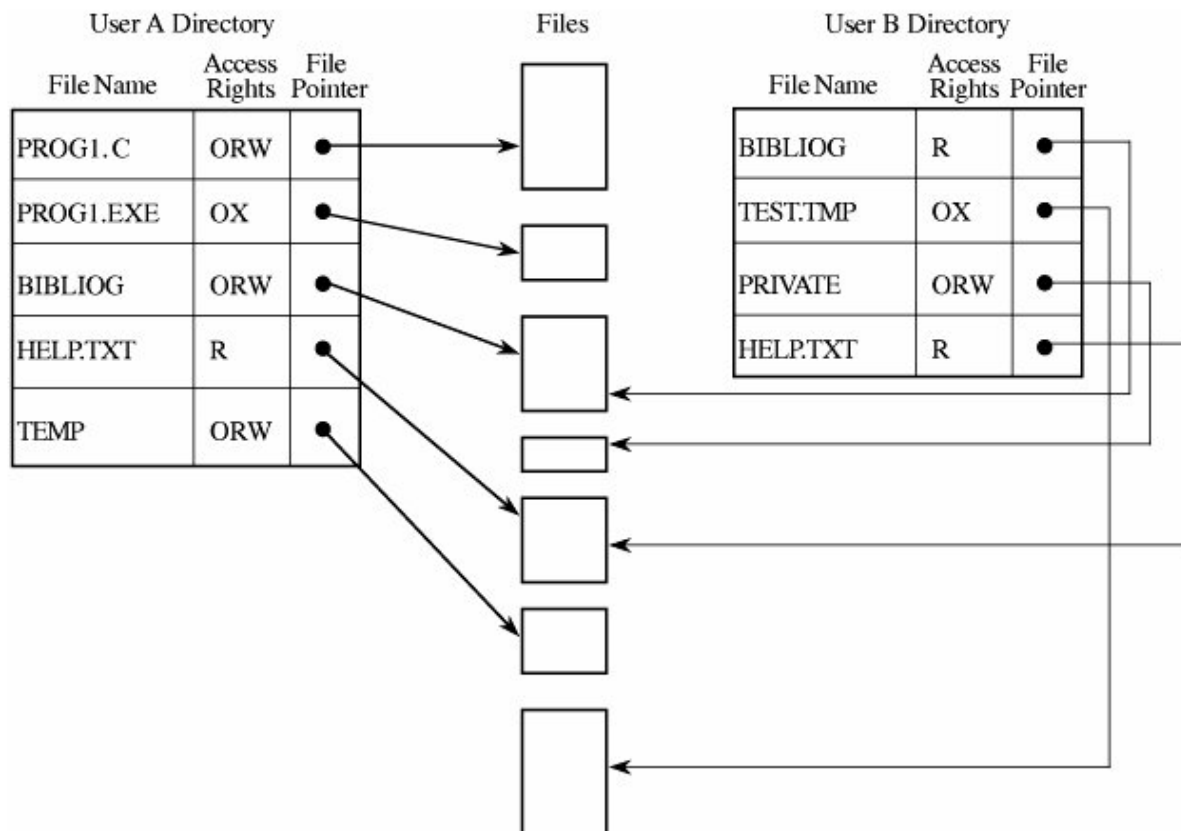 User A Directory
Files
User B Directory
File Name Access Rights File Pointer
PROG1.C ORW
PROG1.EXE OX
BIBLIOG ORW
HELP.TXT R
TEMP ORW
File Name Access Rights File Pointer
BIBLIOG R
TEST.TMP OX
PRIVATE ORW
HELP.TXT R